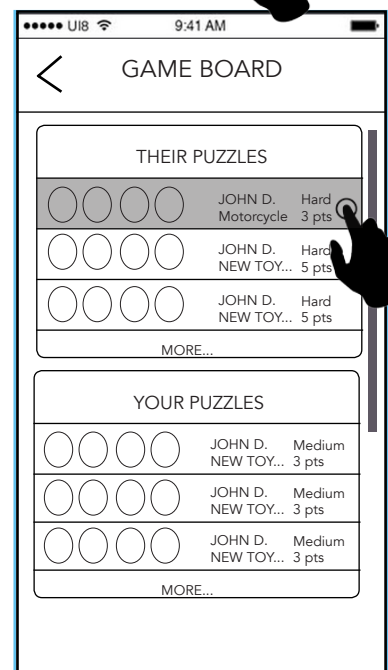 UI8 9:41 AM
GAME BOARD
THEIR PUZZLES
JOHN D. Hard
Motorcycle 3 pts
JOHN D. Hard
NEW TOY... 5 pts
JOHN D. Hard
NEW TOY... 5 pts
MORE...
YOUR PUZZLES
JOHN D. Medium
NEW TOY... 3 pts
JOHN D. Medium
NEW TOY... 3 pts
JOHN D. Medium
NEW TOY... 3 pts
MORE...